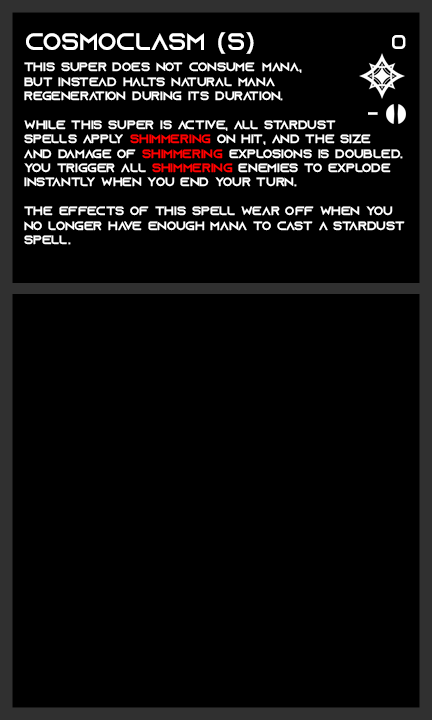 COSMOCLASM (S)
0
THIS SUPER DOES NOT CONSUME MANA,
BUT INSTEAD HALTS NATURAL MANA
REGENERATION DURING ITS DURATION.
-
WHILE THIS SUPER IS ACTIVE, ALL STARDUST
SPELLS APPLY SHIMMERING ON HIT, AND THE SIZE
AND DAMAGE OF SHIMMERING EXPLOSIONS IS DOUBLED.
YOU TRIGGER ALL SHIMMERING ENEMIES TO EXPLODE
INSTANTLY WHEN YOU END YOUR TURN.
THE EFFECTS OF THIS SPELL WEAR OFF WHEN YOU
NO LONGER HAVE ENOUGH MANA TO CAST A STARDUST
SPELL.